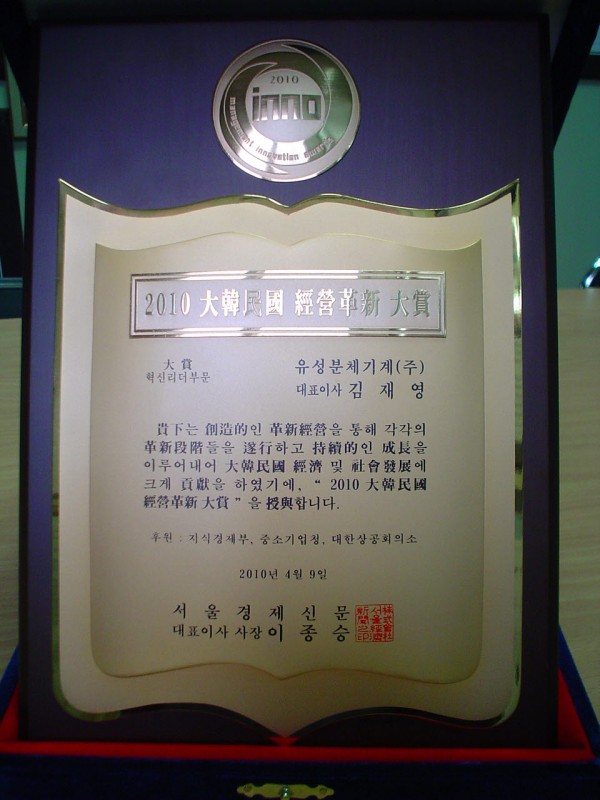 2010
inno
2010 大韓民國 經營革新 大賞
大賞
혁신리더부문
유성분체기계(주)
대표이사 김재영
貴下는 創造的인 革新經營을 통해 각각의
革新段階들을 遂行하고 持續的인 成長을
이루어내어 大韓民國 經濟 및 社會發展에
크게 貢獻을 하였기에, “ 2010 大韓民國
經營革新 大賞 ” 을 授與합니다.
후원 : 지식경제부, 중소기업청, 대한상공회의소
2010년 4월 9일
서울경제신문
대표이사 사장 이종승